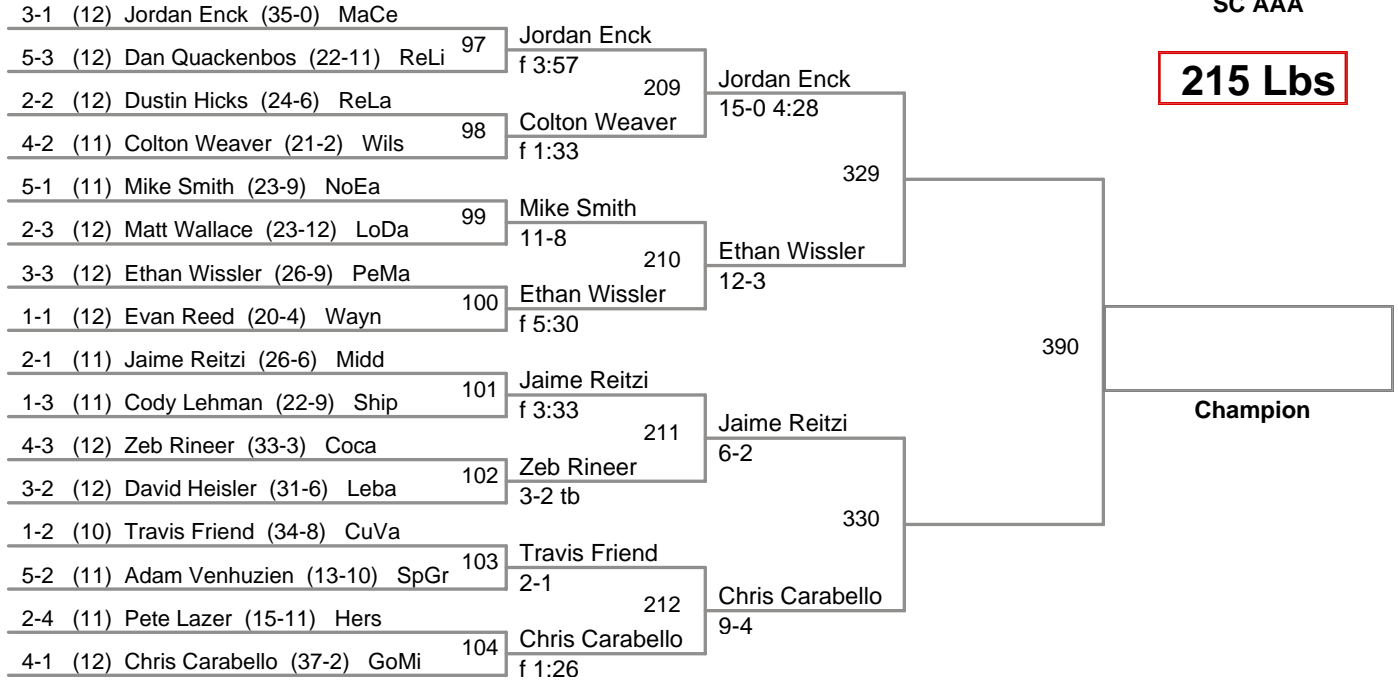 SC AAA
215 Lbs
3-1 (12) Jordan Enck (35-0) MaCe
5-3 (12) Dan Quackenbos (22-11) ReLi
2-2 (12) Dustin Hicks (24-6) ReLa
4-2 (11) Colton Weaver (21-2) Wils
5-1 (11) Mike Smith (23-9) NoEa
2-3 (12) Matt Wallace (23-12) LoDa
3-3 (12) Ethan Wissler (26-9) PeMa
1-1 (12) Evan Reed (20-4) Wayn
2-1 (11) Jaime Reitzi (26-6) Midd
1-3 (11) Cody Lehman (22-9) Ship
4-3 (12) Zeb Rineer (33-3) Coca
3-2 (12) David Heisler (31-6) Leba
1-2 (10) Travis Friend (34-8) CuVa
5-2 (11) Adam Venhuzien (13-10) SpGr
2-4 (11) Pete Lazer (15-11) Hers
4-1 (12) Chris Carabello (37-2) GoMi
97
98
99
100
101
102
103
104
Jordan Enck
f 3:57
Colton Weaver
f 1:33
Mike Smith
11-8
Ethan Wissler
f 5:30
Jaime Reitzi
f 3:33
Zeb Rineer
3-2 tb
Travis Friend
2-1
Chris Carabello
f 1:26
209
210
211
212
Jordan Enck
15-0 4:28
Ethan Wissler
12-3
Jaime Reitzi
6-2
Chris Carabello
9-4
329
330
390
Champion